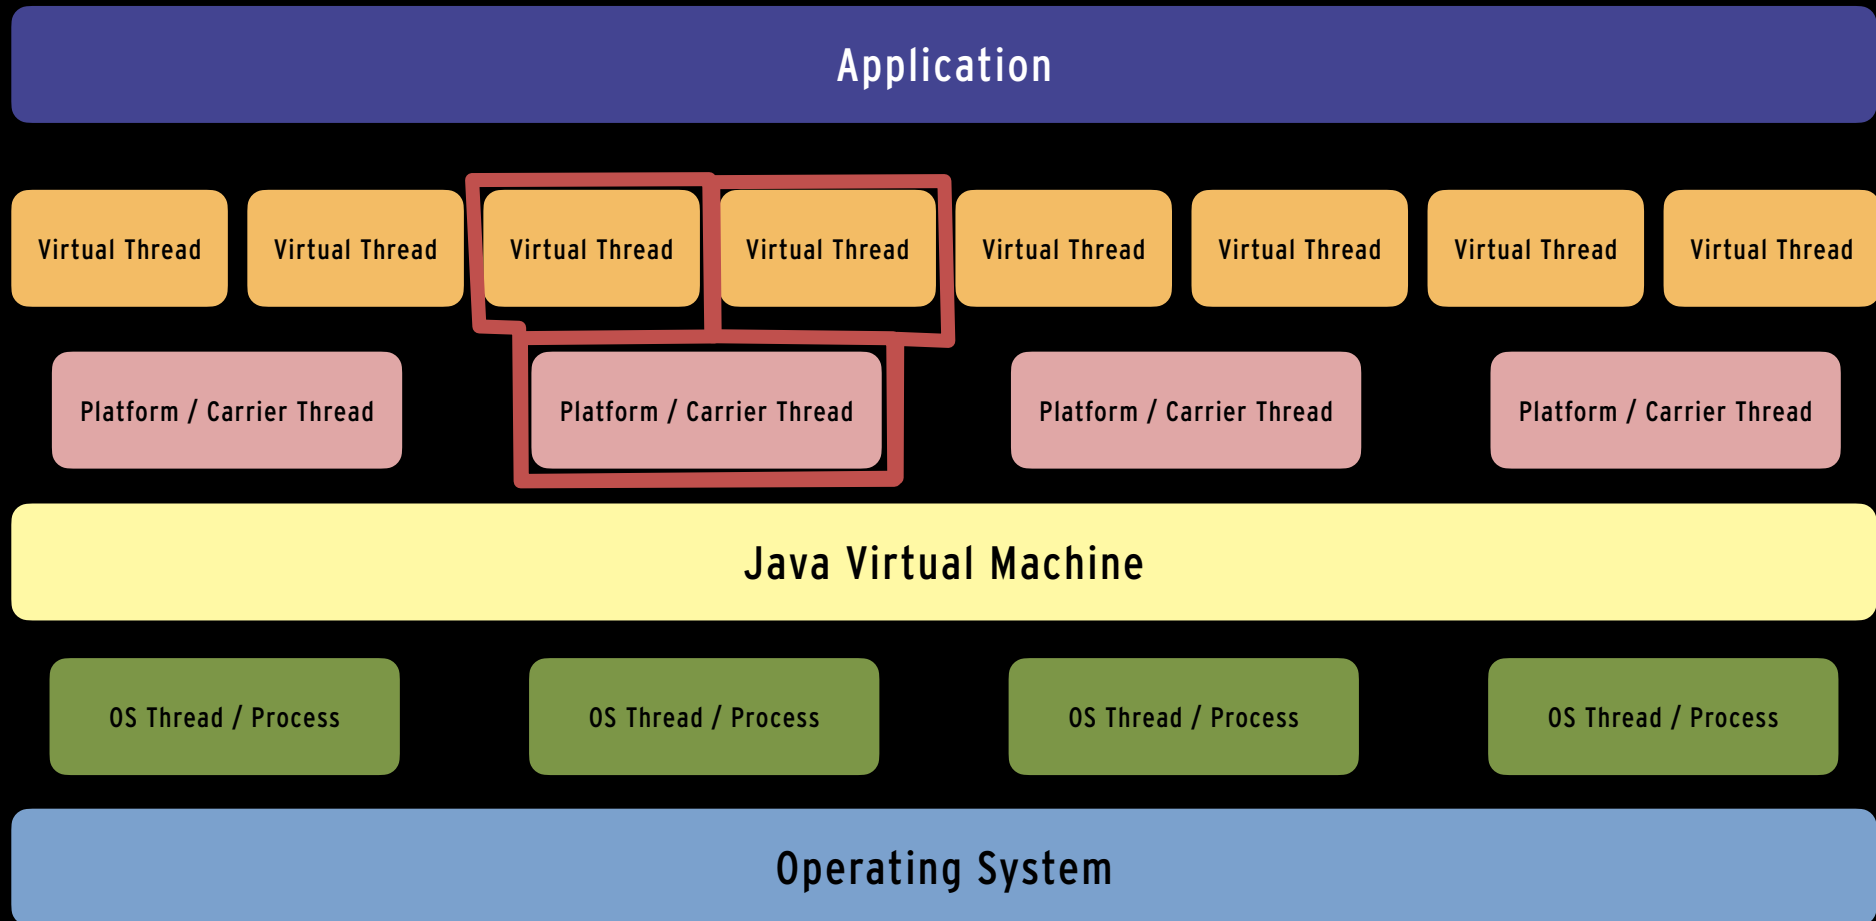 Application
Virtual Thread
Virtual Thread
Virtual Thread
Virtual Thread
Virtual Thread
Virtual Thread
Virtual Thread
Virtual Thread
Platform / Carrier Thread
Platform / Carrier Thread
Platform / Carrier Thread
Platform / Carrier Thread
Java Virtual Machine
OS Thread / Process
OS Thread / Process
OS Thread / Process
OS Thread / Process
Operating System